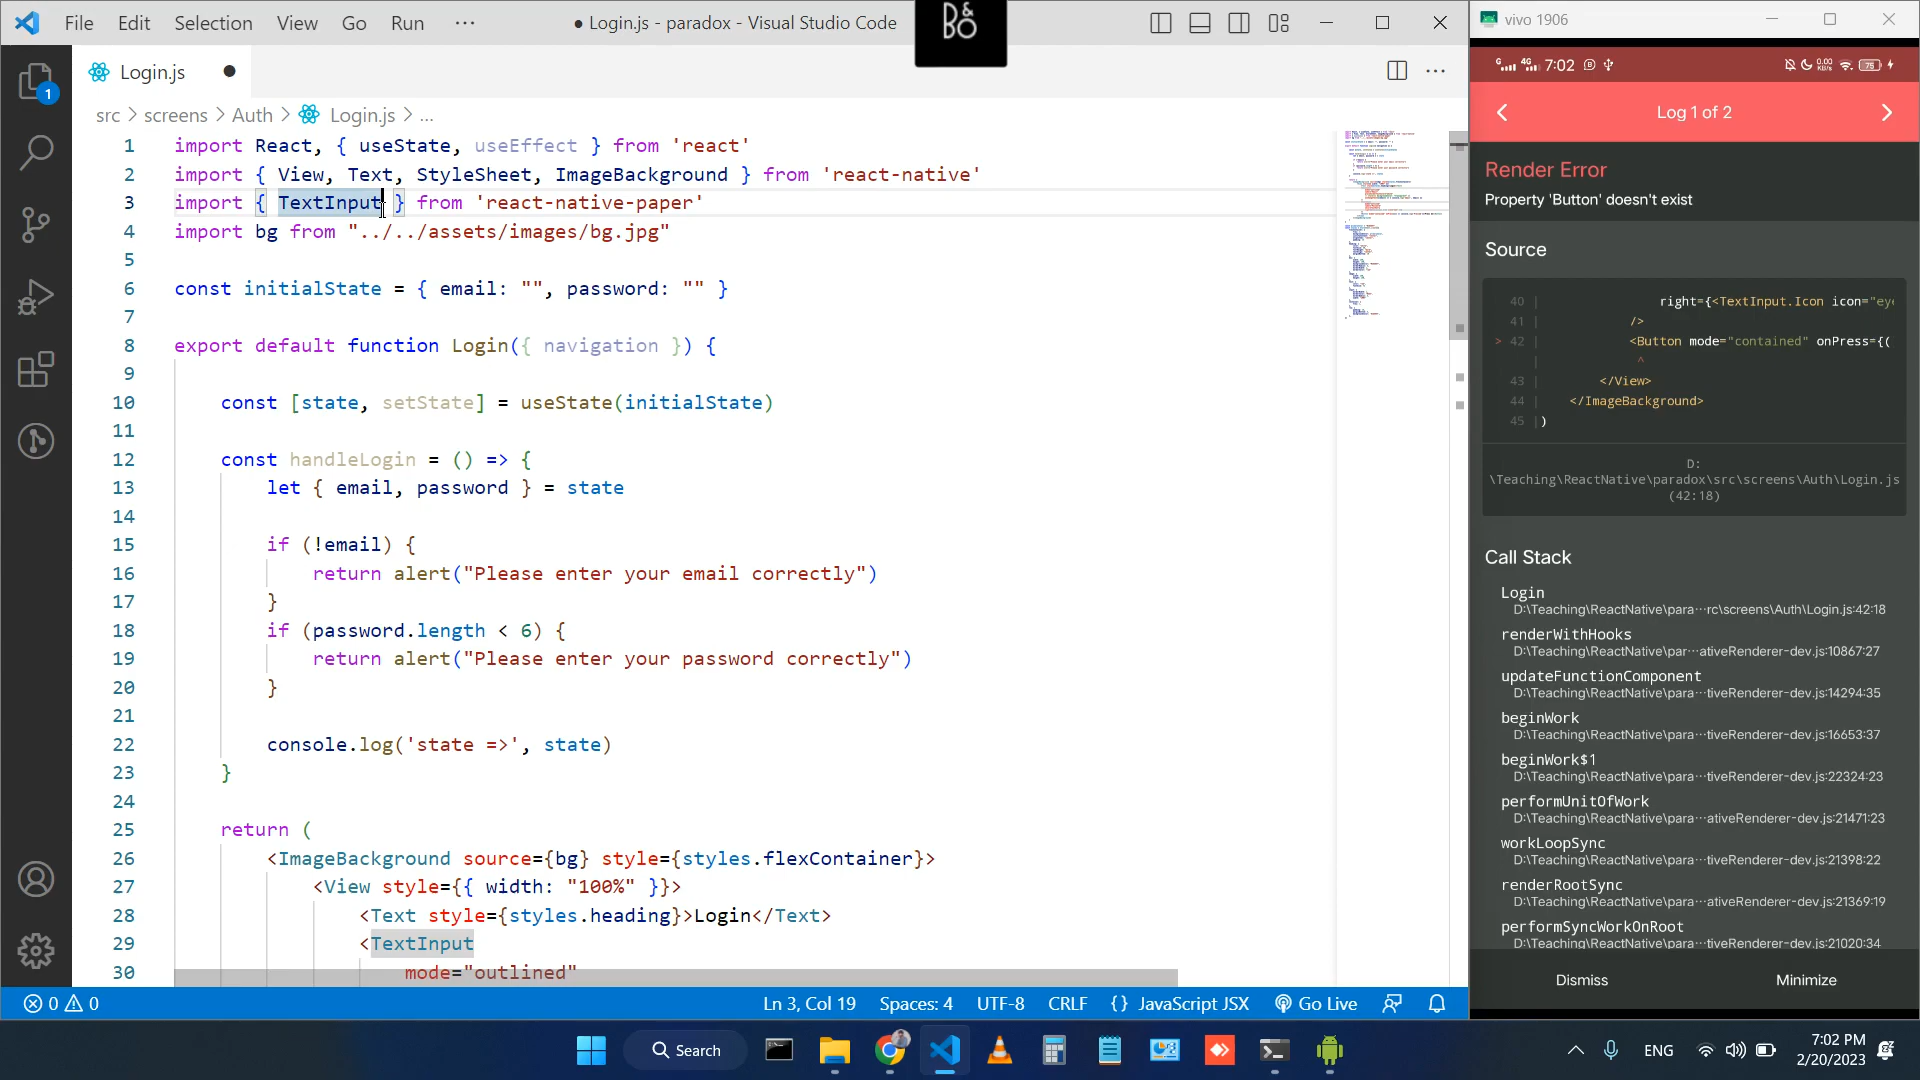 File Edit Selection View Go Run ··· ● Login.js - paradox - Visual Studio Code
B&O
vivo 1906
Login.js ●
1
src > screens > Auth > Login.js > ...
1 import React, { useState, useEffect } from 'react'
2 import { View, Text, StyleSheet, ImageBackground } from 'react-native'
3 import { TextInput } from 'react-native-paper'
4 import bg from "../../assets/images/bg.jpg"
5
6 const initialState = { email: "", password: "" }
7
8 export default function Login({ navigation }) {
9
10 const [state, setState] = useState(initialState)
11
12 const handleLogin = () => {
13 let { email, password } = state
14
15 if (!email) {
16 return alert("Please enter your email correctly")
17 }
18 if (password.length < 6) {
19 return alert("Please enter your password correctly")
20 }
21
22 console.log('state =>', state)
23 }
24
25 return (
26 <ImageBackground source={bg} style={styles.flexContainer}>
27 <View style={{ width: "100%" }}>
28 <Text style={styles.heading}>Login</Text>
29 <TextInput
30 mode="outlined"
0 0 Ln 3, Col 19 Spaces: 4 UTF-8 CRLF {} JavaScript JSX Go Live
G 4G 7:02 0.00 KB/s 75
Log 1 of 2
Render Error
Property 'Button' doesn't exist
Source
40 | right={<TextInput.Icon icon="eye
41 | />
> 42 | <Button mode="contained" onPress={(
| ^
43 | </View>
44 | </ImageBackground>
45 | )
D:
\Teaching\ReactNative\paradox\src\screens\Auth\Login.js
(42:18)
Call Stack
Login
D:\Teaching\ReactNative\para···rc\screens\Auth\Login.js:42:18
renderWithHooks
D:\Teaching\ReactNative\par···ativeRenderer-dev.js:10867:27
updateFunctionComponent
D:\Teaching\ReactNative\para···tiveRenderer-dev.js:14294:35
beginWork
D:\Teaching\ReactNative\para···tiveRenderer-dev.js:16653:37
beginWork$1
D:\Teaching\ReactNative\para···tiveRenderer-dev.js:22324:23
performUnitOfWork
D:\Teaching\ReactNative\para···ativeRenderer-dev.js:21471:23
workLoopSync
D:\Teaching\ReactNative\para···tiveRenderer-dev.js:21398:22
renderRootSync
D:\Teaching\ReactNative\para···ativeRenderer-dev.js:21369:19
performSyncWorkOnRoot
D:\Teaching\ReactNative\para···tiveRenderer-dev.js:21020:34
Dismiss Minimize
Search ENG 7:02 PM
2/20/2023